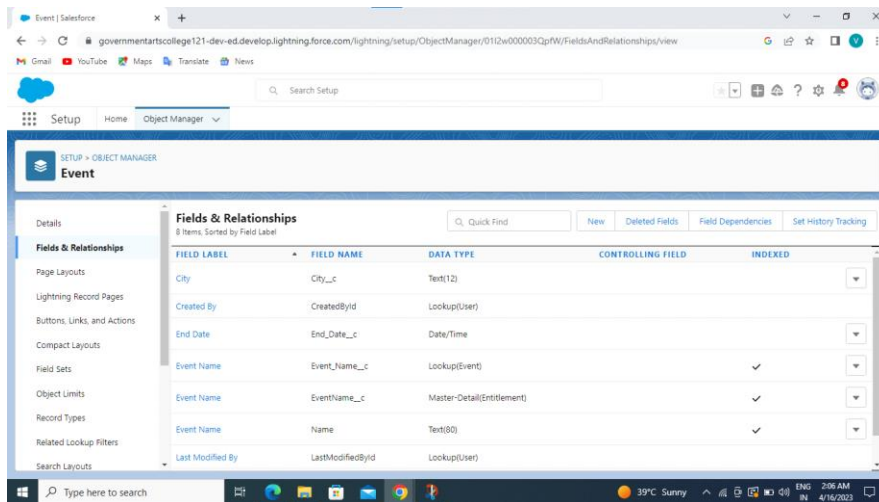 Event | Salesforce
governmentartscollege121-dev-ed.develop.lightning.force.com/lightning/setup/ObjectManager/01I2w000003QpfW/FieldsAndRelationships/view
G
V
Gmail YouTube Maps Translate News
Search Setup
8
Setup Home Object Manager
SETUP > OBJECT MANAGER
Event
Details
Fields & Relationships
Page Layouts
Lightning Record Pages
Buttons, Links, and Actions
Compact Layouts
Field Sets
Object Limits
Record Types
Related Lookup Filters
Search Layouts
Fields & Relationships
8 Items, Sorted by Field Label
Quick Find New Deleted Fields Field Dependencies Set History Tracking
FIELD LABEL FIELD NAME DATA TYPE CONTROLLING FIELD INDEXED
City City__c Text(12)
Created By CreatedById Lookup(User)
End Date End_Date__c Date/Time
Event Name Event_Name__c Lookup(Event)
Event Name EventName__c Master-Detail(Entitlement)
Event Name Name Text(80)
Last Modified By LastModifiedById Lookup(User)
Type here to search
39°C Sunny
ENG
IN
2:06 AM
4/16/2023